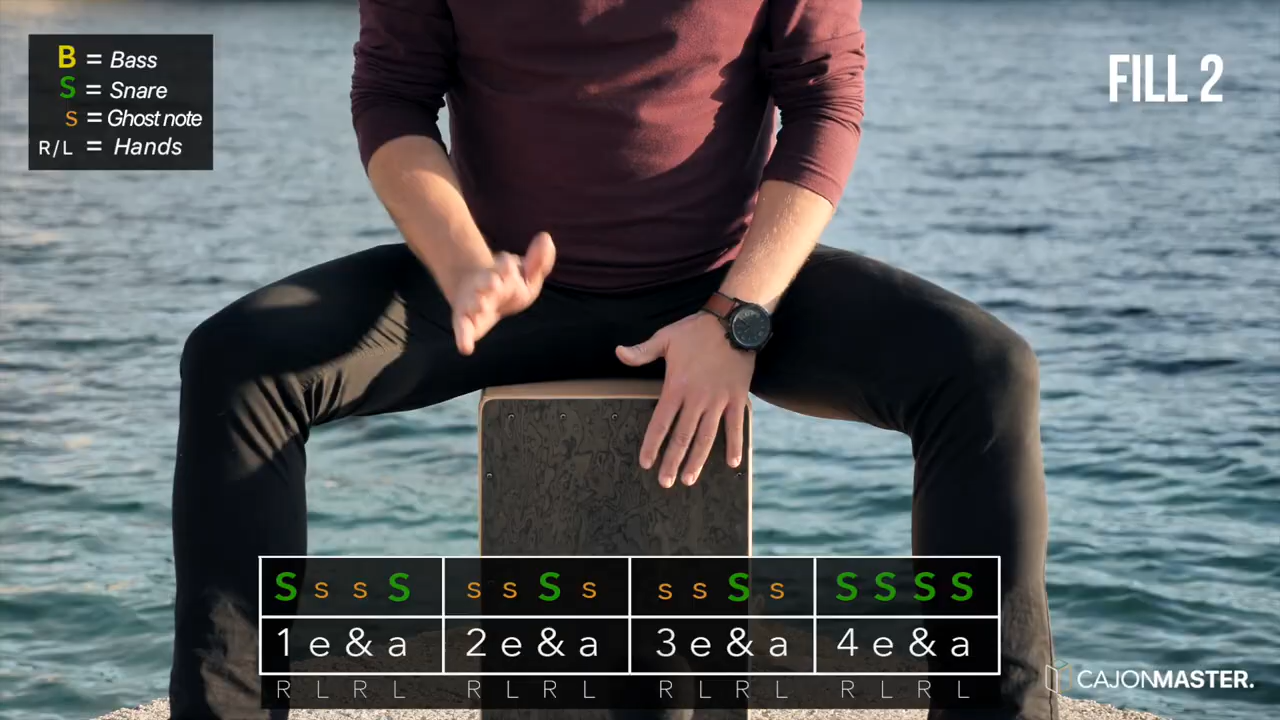 B = Bass
S = Snare
s = Ghost note
R/L = Hands
FILL 2
S s s S s s S s s s S s S S S S
1 e & a 2 e & a 3 e & a 4 e & a
R L R L R L R L R L R L R L R L
CAJONMASTER.